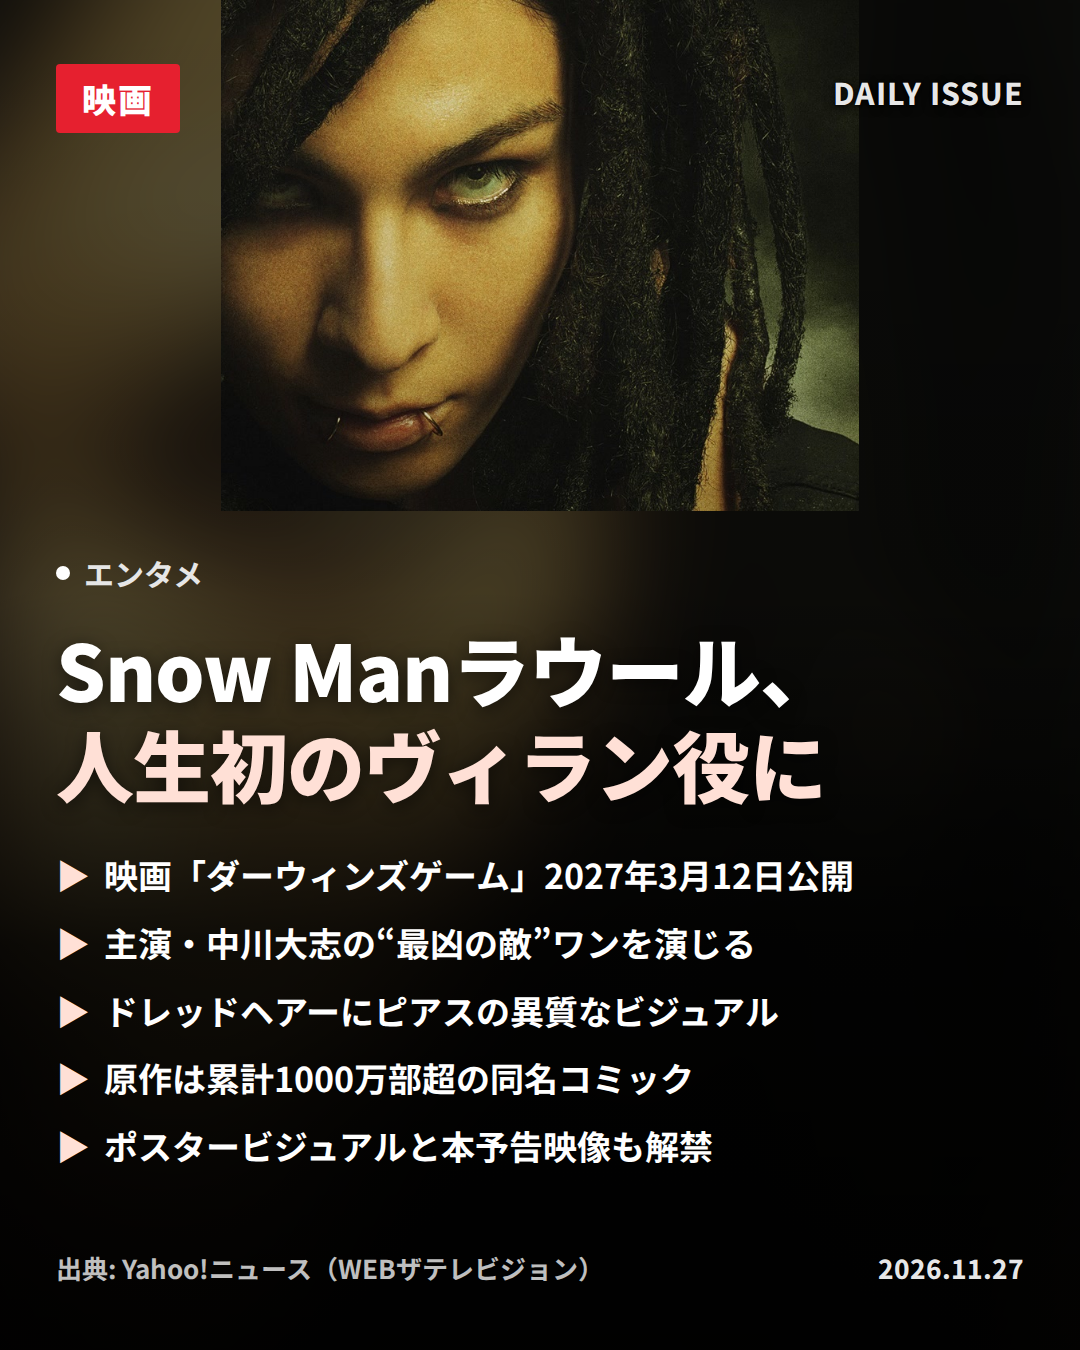 映画
DAILY ISSUE
エンタメ
Snow Manラウール、
人生初のヴィラン役に
▶ 映画「ダーウィンズゲーム」2027年3月12日公開
▶ 主演・中川大志の“最凶の敵”ワンを演じる
▶ ドレッドヘアーにピアスの異質なビジュアル
▶ 原作は累計1000万部超の同名コミック
▶ ポスタービジュアルと本予告映像も解禁
出典: Yahoo!ニュース（WEBザテレビジョン）
2026.11.27